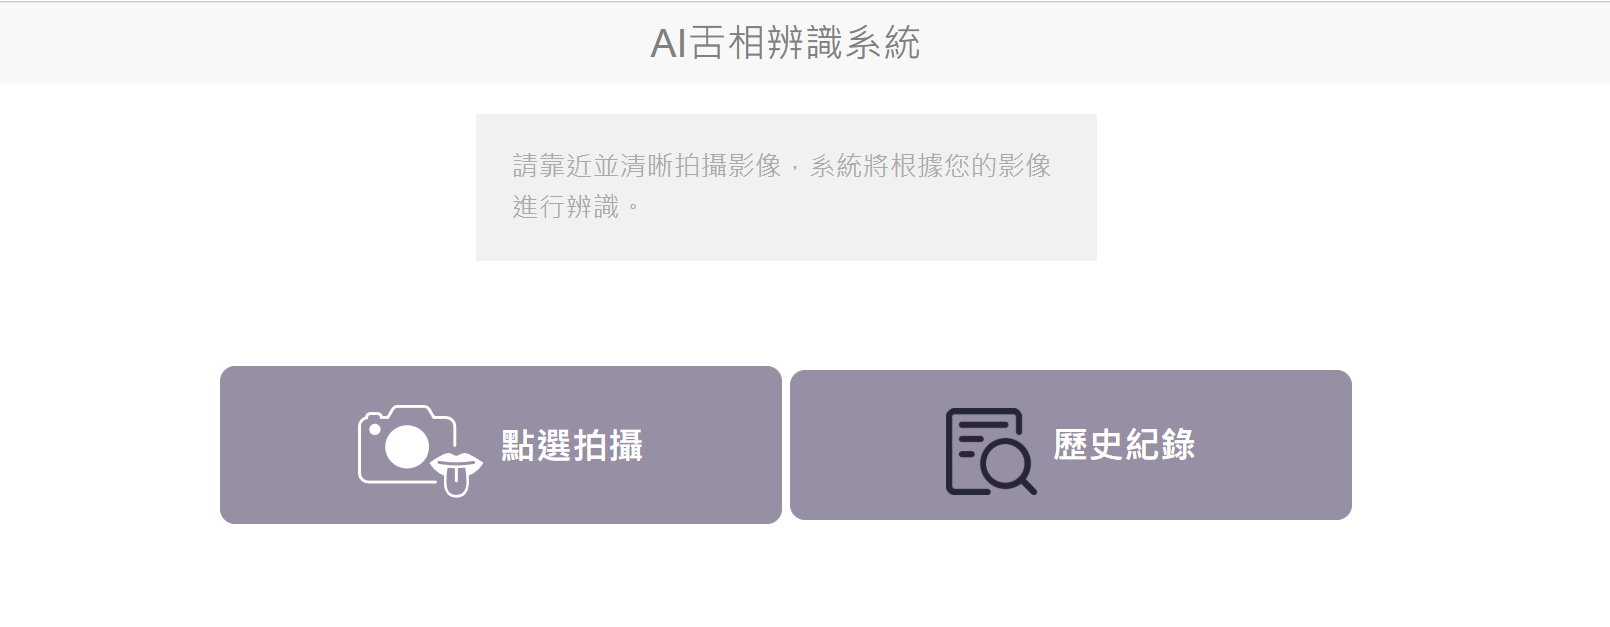 AI舌相辨識系統
請靠近並清晰拍攝影像，系統將根據您的影像
進行辨識。
點選拍攝
歷史紀錄